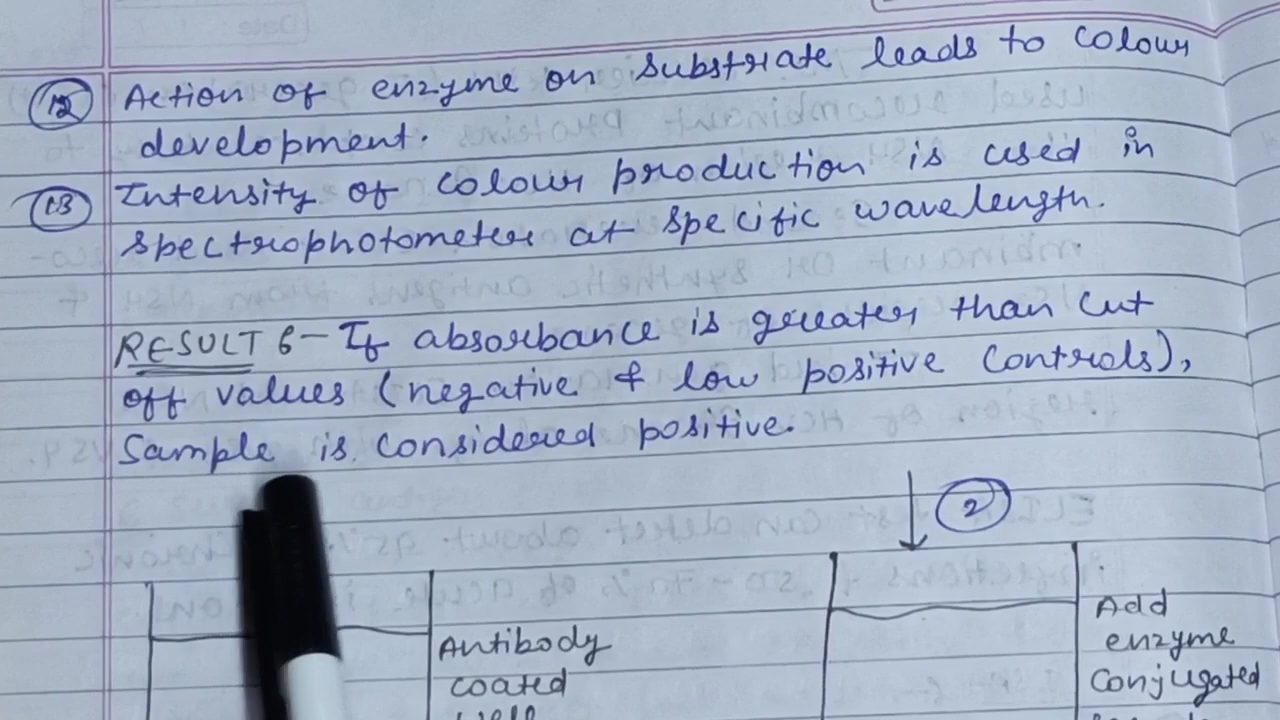 12 Action of enzyme on substrate leads to colour
development.
13 Intensity of colour production is used in
spectrophotometer at specific wavelength.
RESULT :- If absorbance is greater than cut
off values (negative & low positive controls),
Sample is considered positive.
2
Antibody
coated
well
Add
enzyme
conjugated